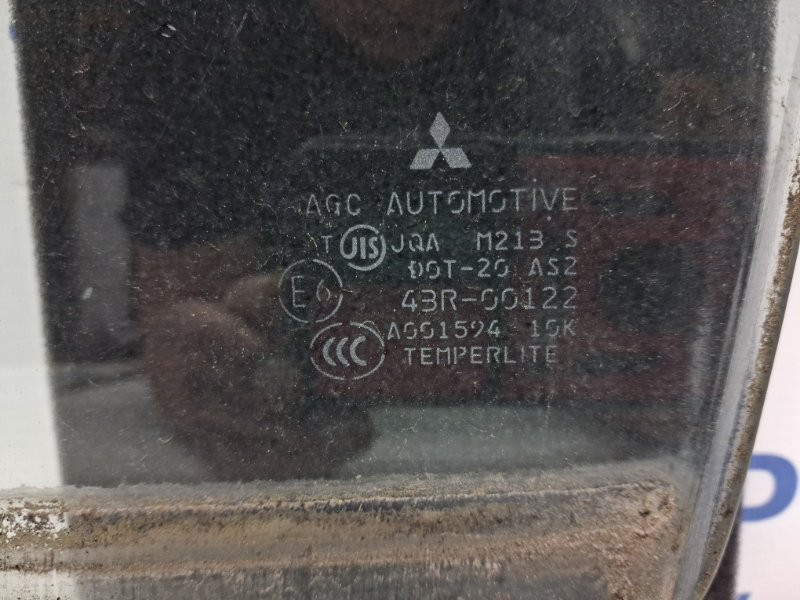 AGC AUTOMOTIVE
T JIS JQA M213 S
DOT-20 AS2
E6 43R-00122
CCC A001594 10K
TEMPERLITE